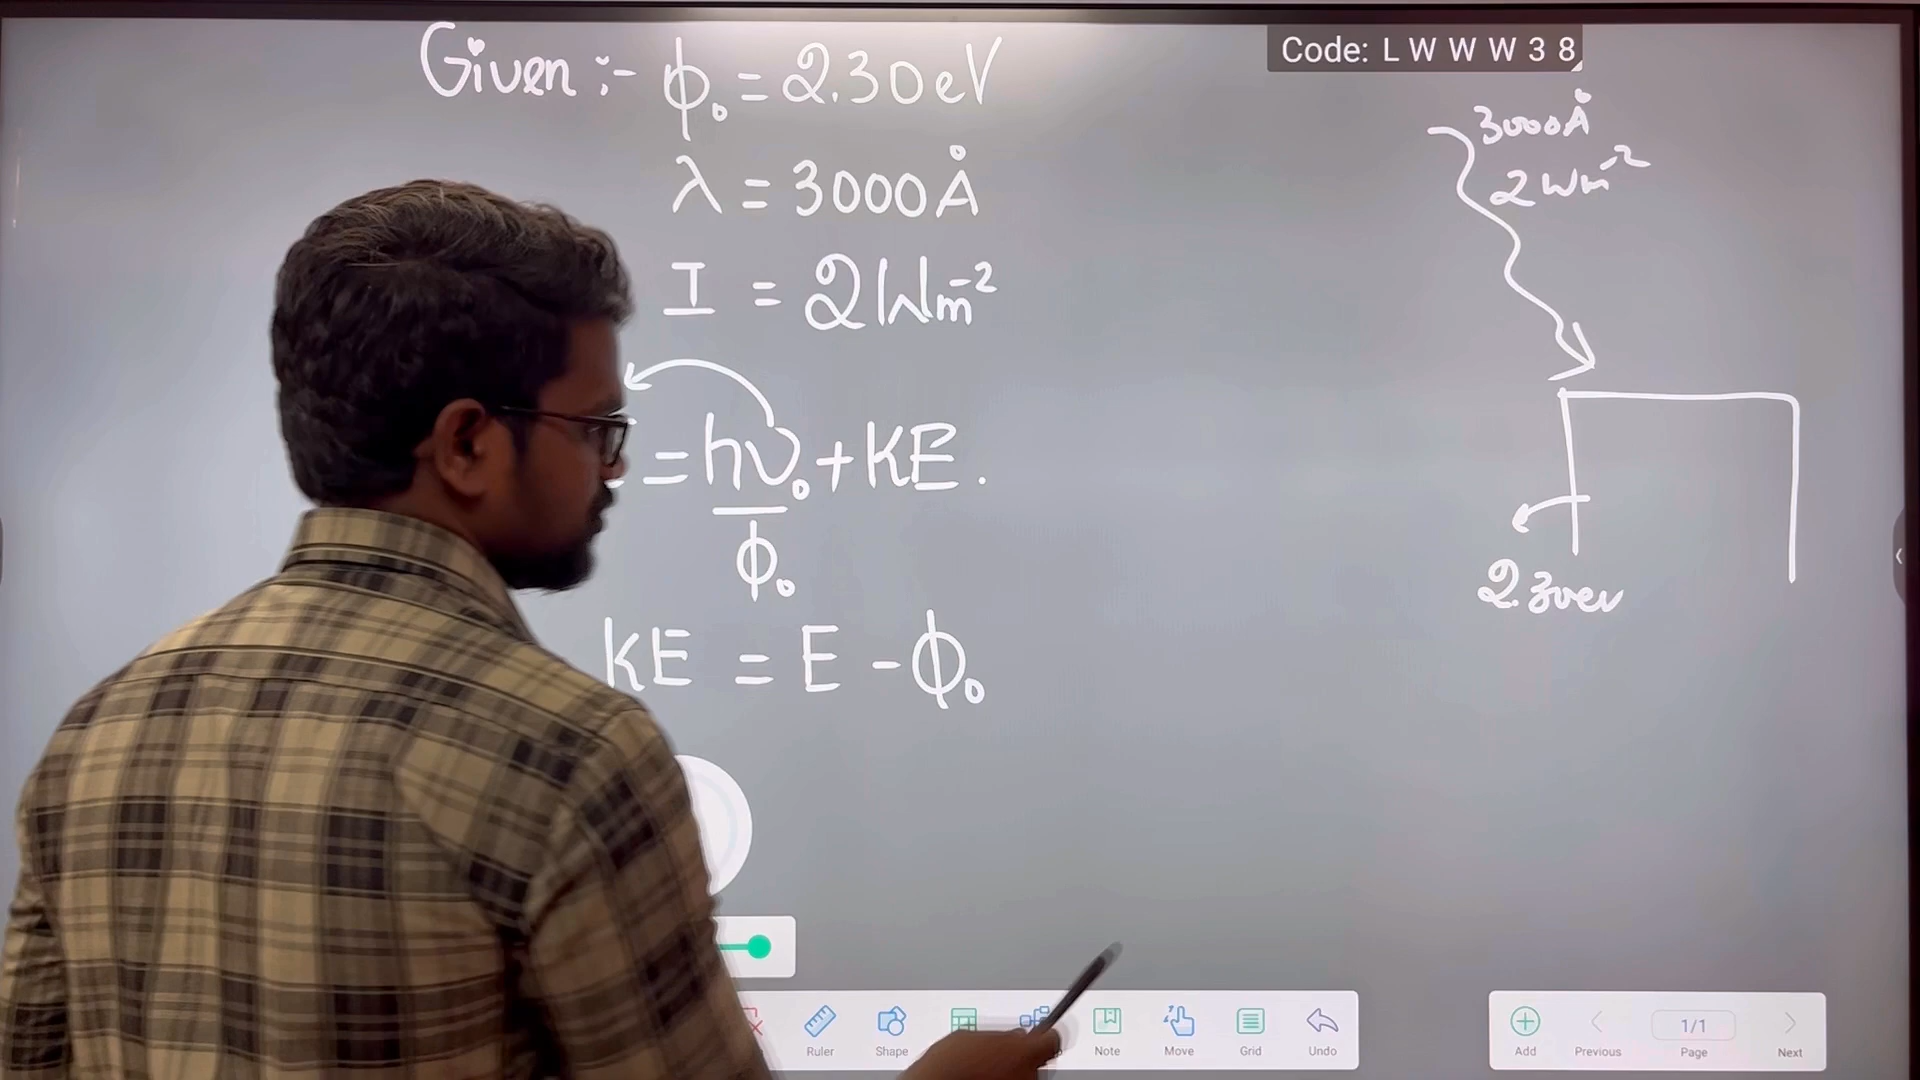 Given :- ϕ₀ = 2.30 eV
λ = 3000 Å
I = 2 Wm⁻²
= hν₀ + KE.
ϕ₀
KE = E - ϕ₀
Code: L W W W 3 8
3000 Å
2 Wm⁻²
2.30 eV
Ruler
Shape
Note
Move
Grid
Undo
Add
Previous
1/1
Page
Next